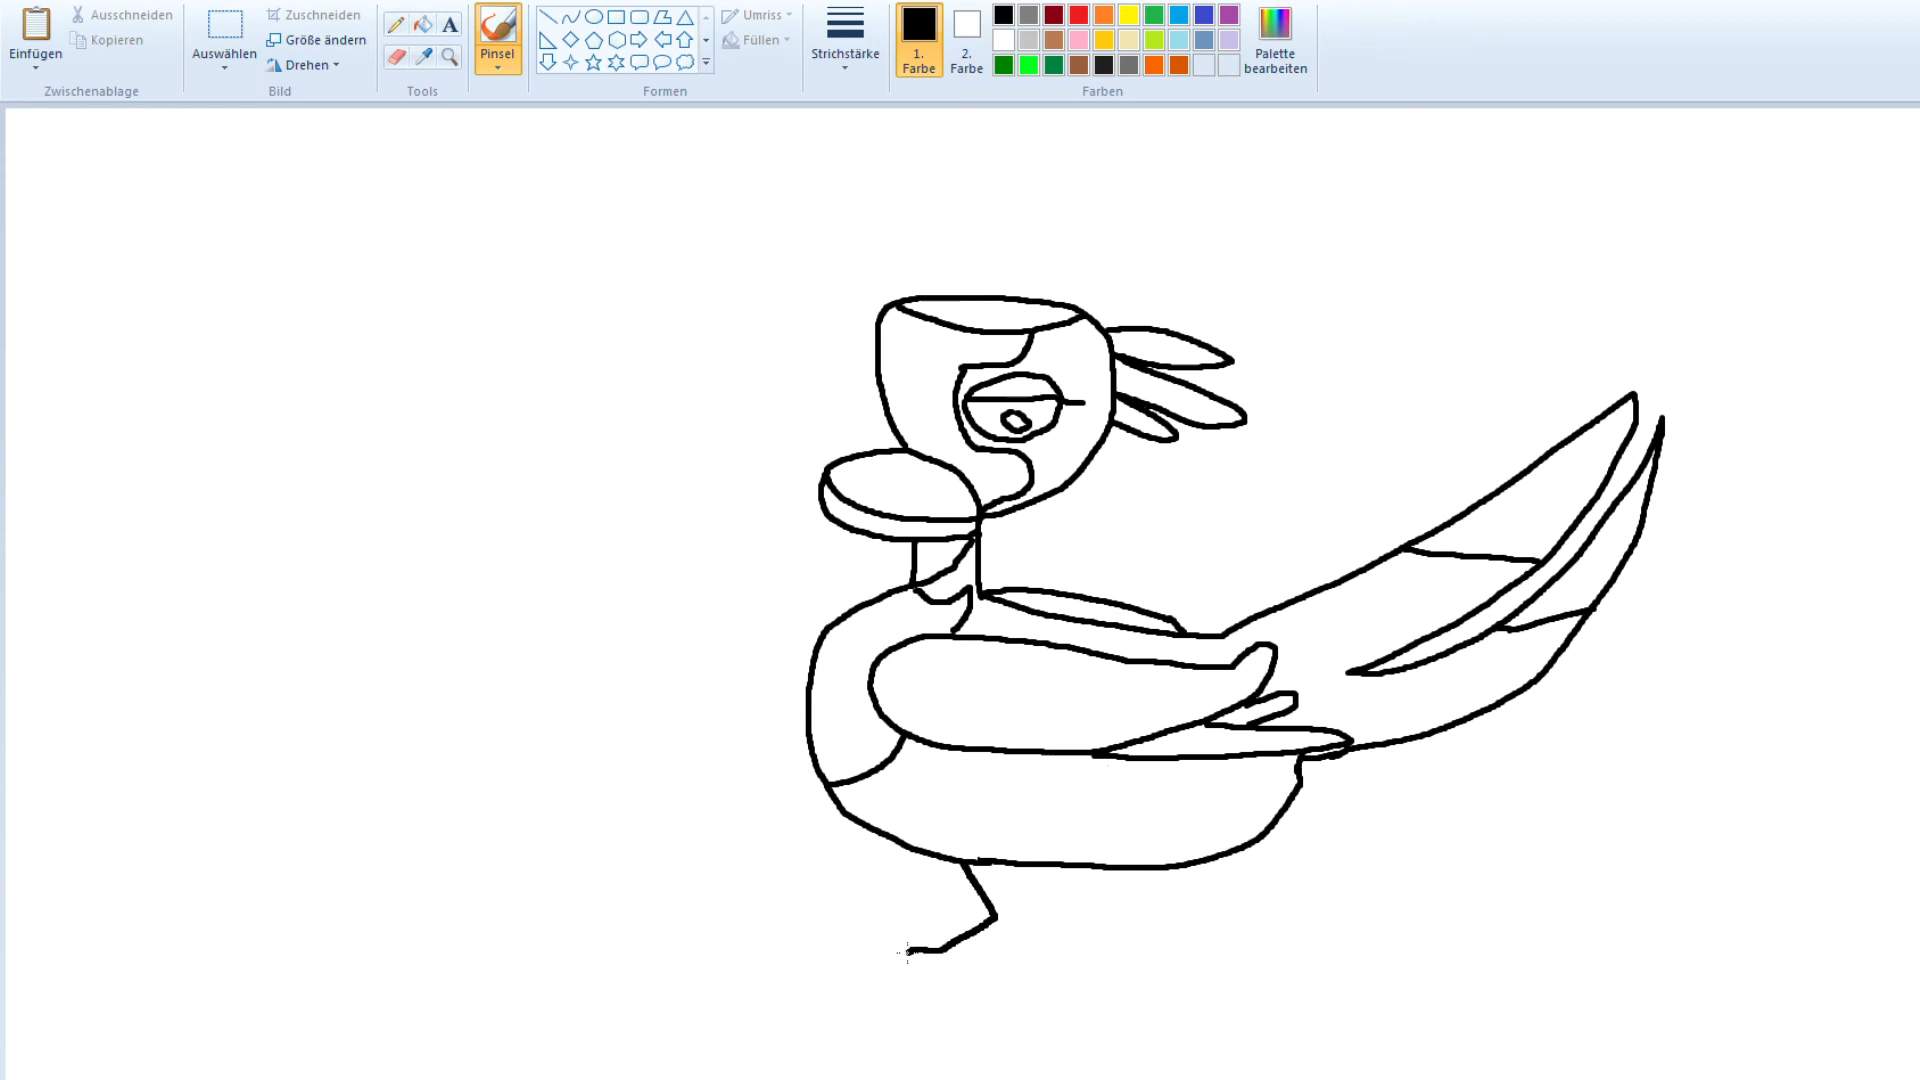 Einfügen
Ausschneiden
Kopieren
Zwischenablage
Auswählen
Zuschneiden
Größe ändern
Drehen
Bild
A
Tools
Pinsel
Formen
Umriss
Füllen
Strichstärke
1.
Farbe
2.
Farbe
Palette
bearbeiten
Farben